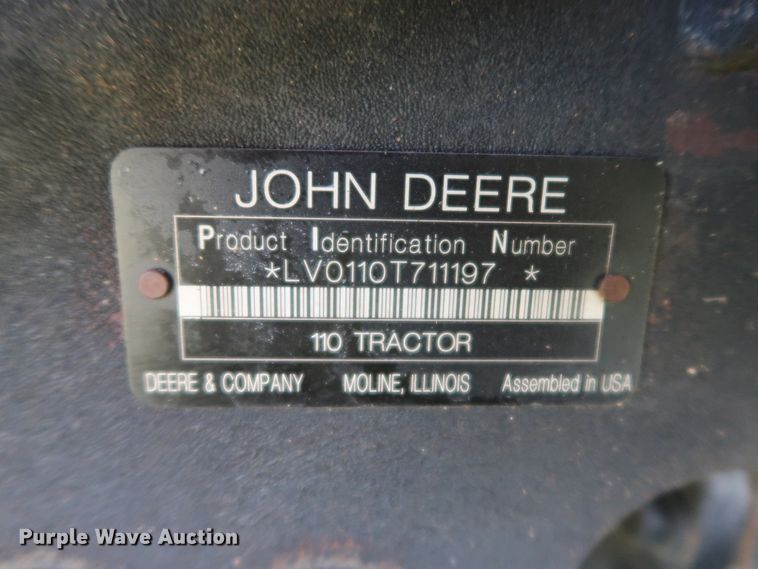 JOHN DEERE
Product Identification Number
*LV0110T711197 *
110 TRACTOR
DEERE & COMPANY MOLINE, ILLINOIS Assembled in USA
Purple Wave Auction